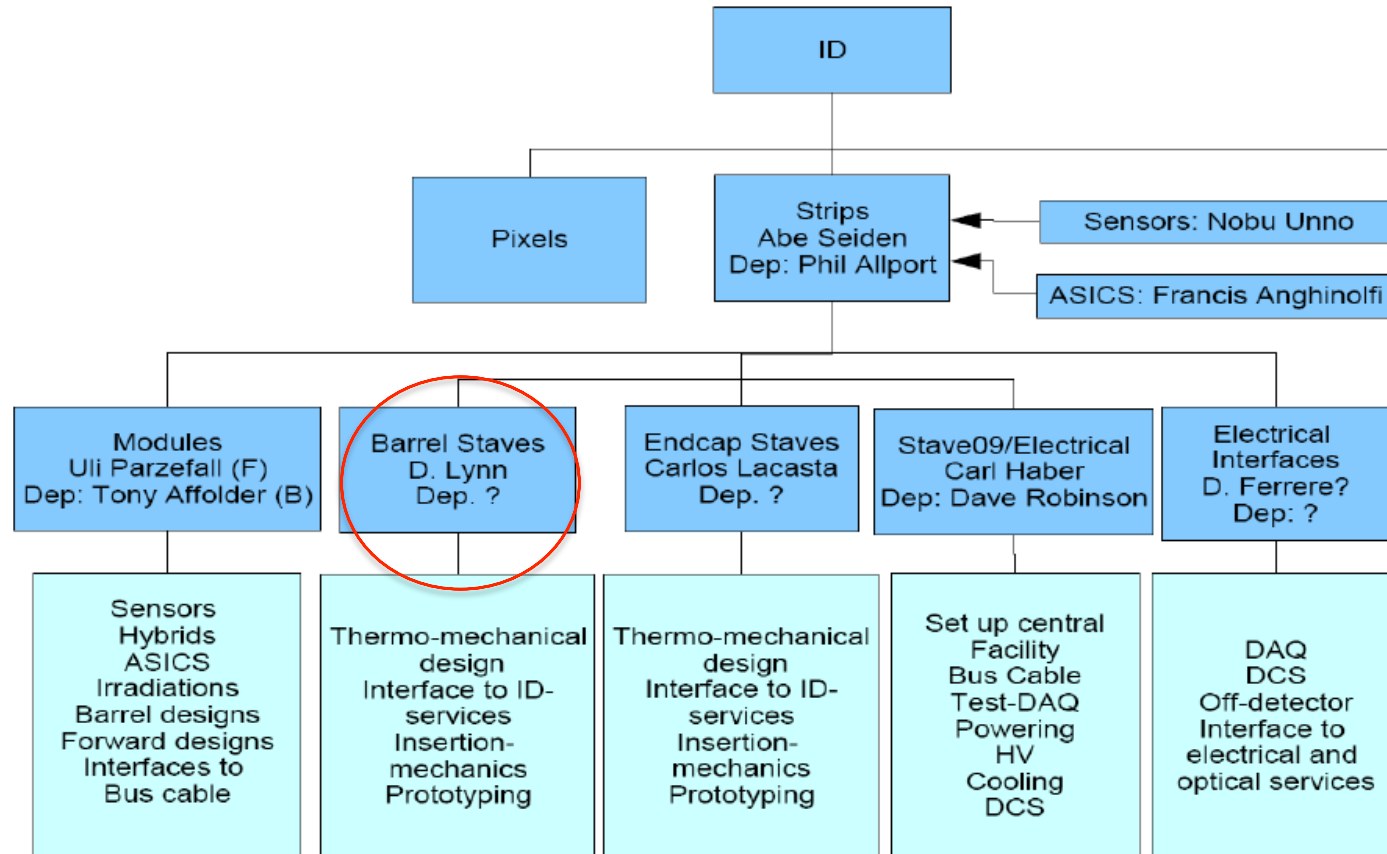 ID
Pixels
Strips
Abe Seiden
Dep: Phil Allport
Sensors: Nobu Unno
ASICS: Francis Anghinolfi
Modules
Uli Parzefall (F)
Dep: Tony Affolder (B)
Barrel Staves
D. Lynn
Dep. ?
Endcap Staves
Carlos Lacasta
Dep. ?
Stave09/Electrical
Carl Haber
Dep: Dave Robinson
Electrical
Interfaces
D. Ferrere?
Dep: ?
Sensors
Hybrids
ASICS
Irradiations
Barrel designs
Forward designs
Interfaces to
Bus cable
Thermo-mechanical
design
Interface to ID-
services
Insertion-
mechanics
Prototyping
Thermo-mechanical
design
Interface to ID-
services
Insertion-
mechanics
Prototyping
Set up central
Facility
Bus Cable
Test-DAQ
Powering
HV
Cooling
DCS
DAQ
DCS
Off-detector
Interface to
electrical and
optical services